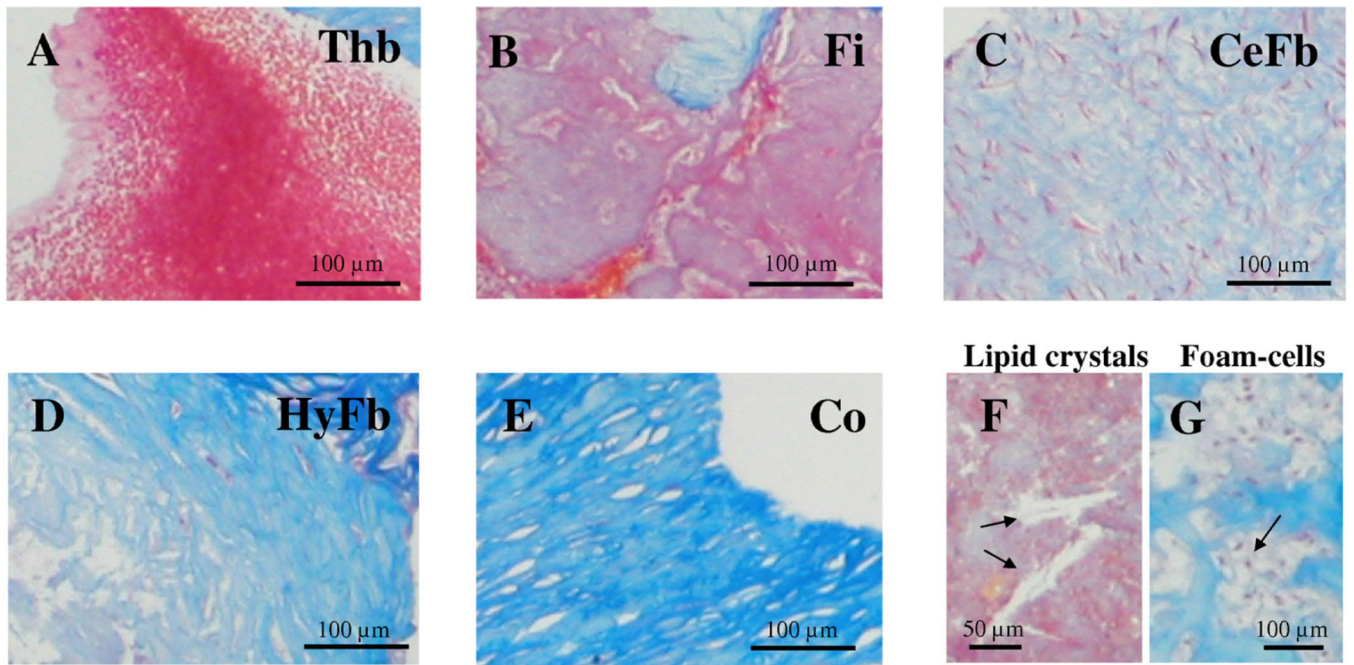 A Thb
100 µm
B Fi
100 µm
C CeFb
100 µm
D HyFb
100 µm
E Co
100 µm
Lipid crystals
F
50 µm
Foam-cells
G
100 µm